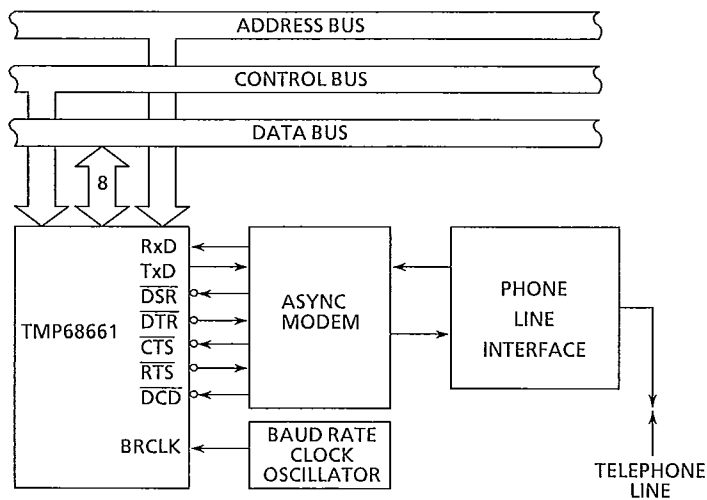 ADDRESS BUS
CONTROL BUS
DATA BUS
8
TMP68661
RxD
TxD
DSR
DTR
CTS
RTS
DCD
BRCLK
ASYNC
MODEM
BAUD RATE
CLOCK
OSCILLATOR
PHONE
LINE
INTERFACE
TELEPHONE
LINE